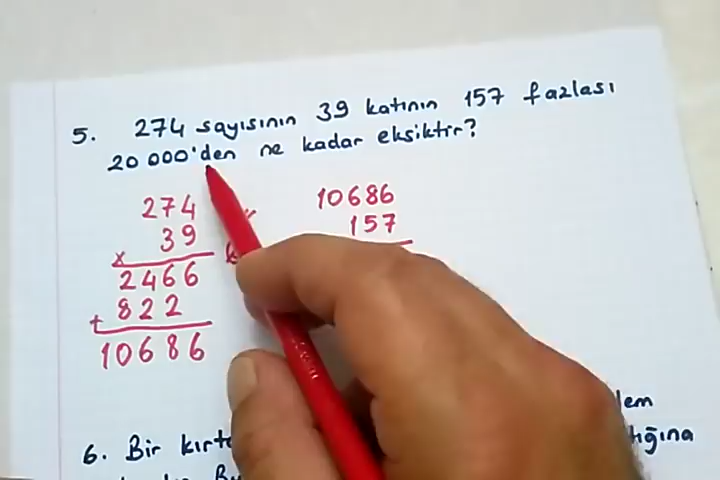 5. 274 sayısının 39 katının 157 fazlası
20 000'den ne kadar eksiktir?
274
39
x
2466
+ 822
10686
10686
157
6. Bir